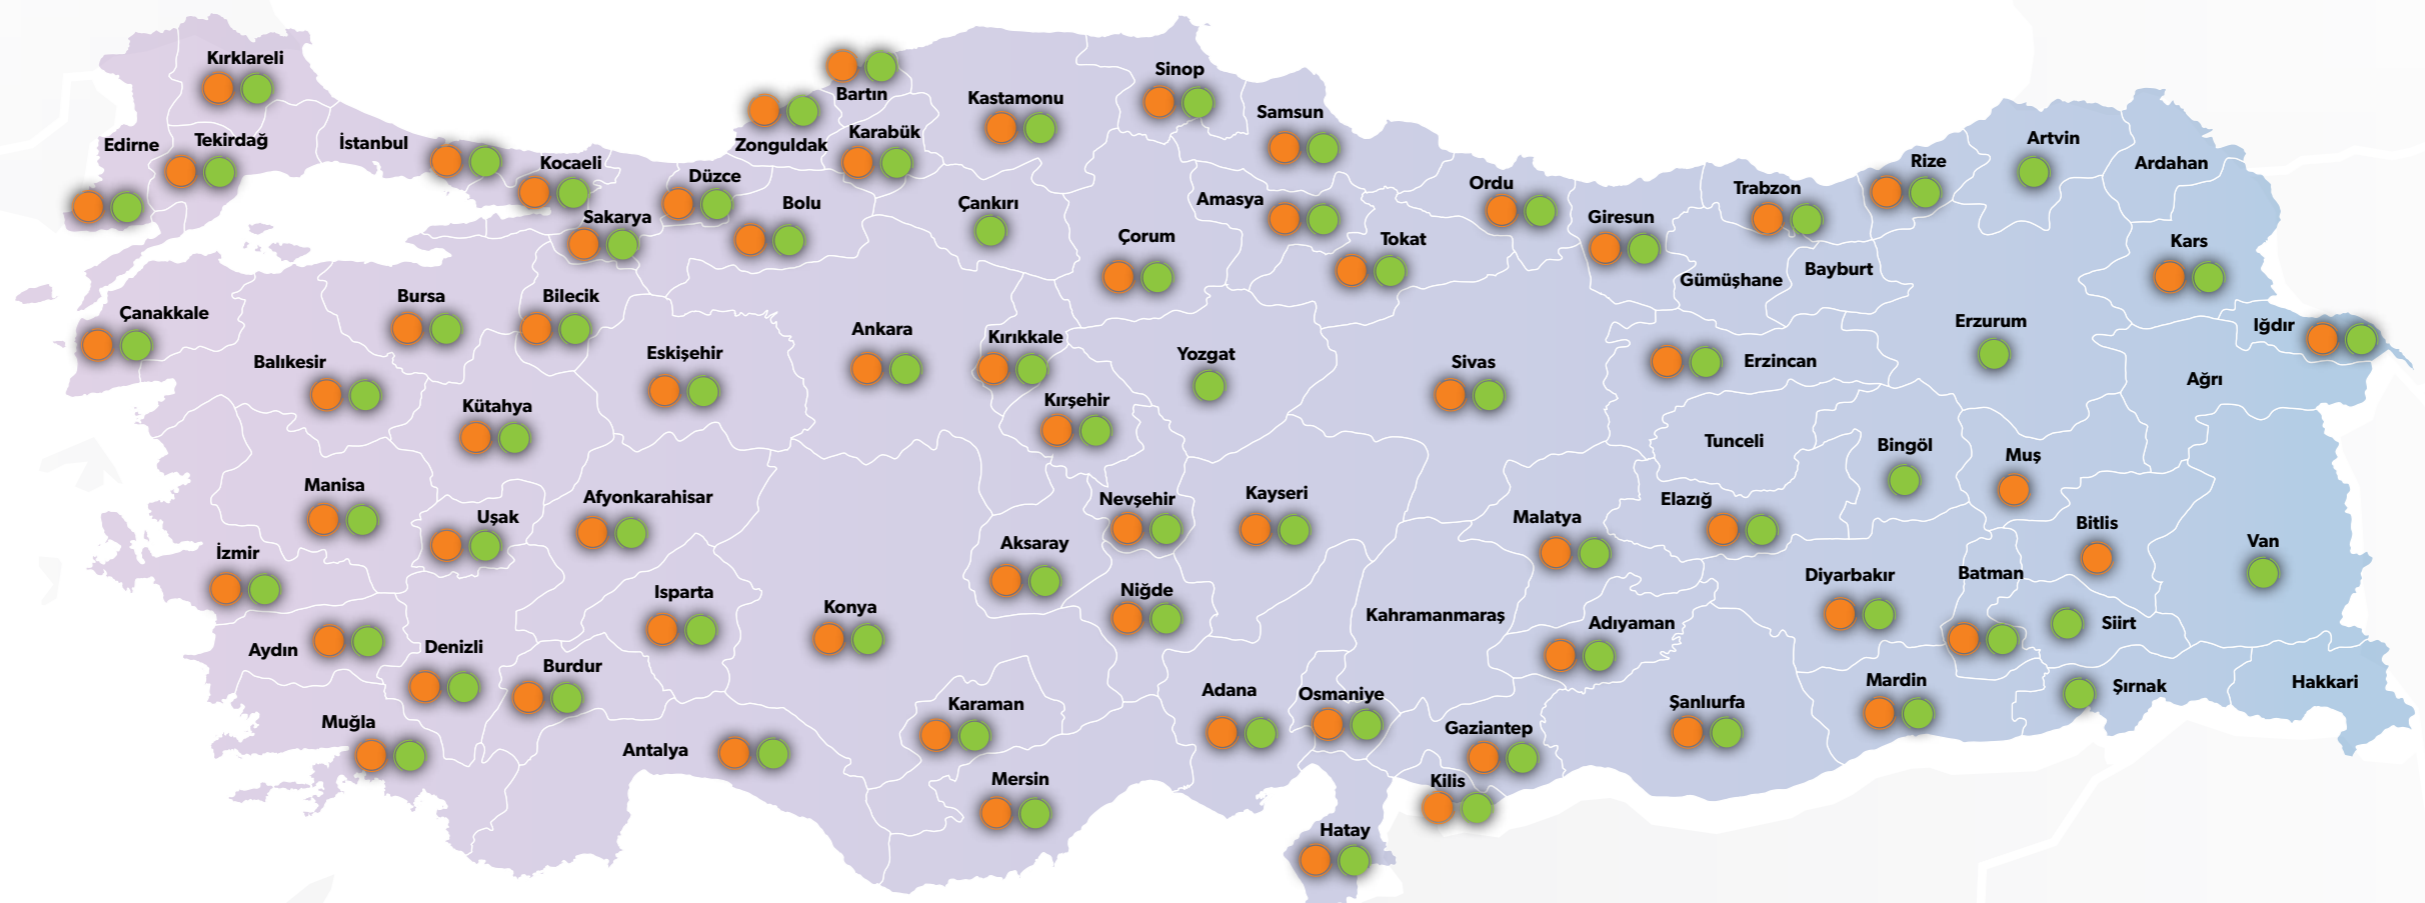 Kırklareli
Edirne
Tekirdağ
İstanbul
Kocaeli
Sakarya
Düzce
Bolu
Zonguldak
Bartın
Karabük
Kastamonu
Sinop
Samsun
Çankırı
Amasya
Çorum
Tokat
Ordu
Giresun
Gümüşhane
Trabzon
Bayburt
Rize
Artvin
Ardahan
Kars
Iğdır
Ağrı
Erzurum
Erzincan
Çanakkale
Balıkesir
Bursa
Bilecik
Kütahya
Eskişehir
Ankara
Kırıkkale
Kırşehir
Yozgat
Sivas
Tunceli
Bingöl
Muş
Bitlis
Van
Manisa
Uşak
Afyonkarahisar
İzmir
Aydın
Denizli
Burdur
Isparta
Konya
Aksaray
Nevşehir
Niğde
Kayseri
Malatya
Elazığ
Diyarbakır
Batman
Siirt
Şırnak
Hakkari
Mardin
Şanlıurfa
Adıyaman
Kahramanmaraş
Muğla
Antalya
Karaman
Mersin
Adana
Osmaniye
Gaziantep
Kilis
Hatay